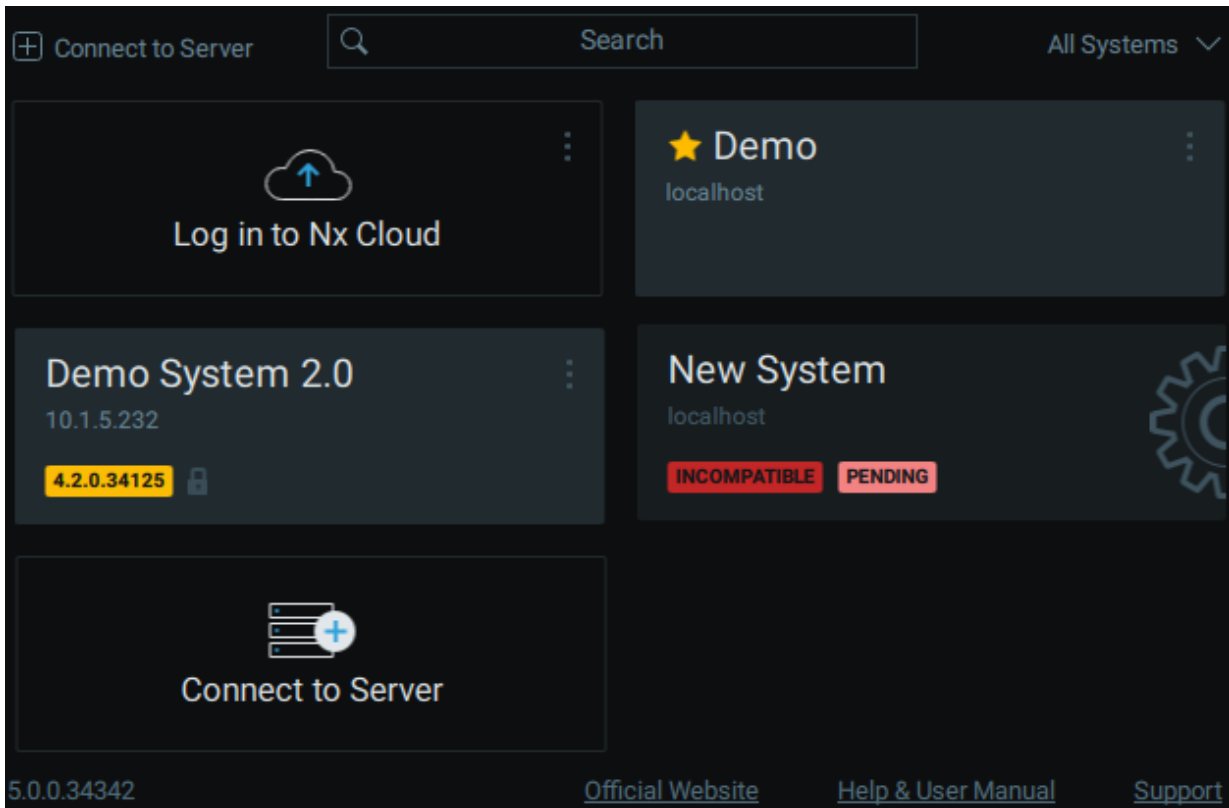 Connect to Server
Search
All Systems
Log in to Nx Cloud
Demo
localhost
Demo System 2.0
10.1.5.232
4.2.0.34125
New System
localhost
INCOMPATIBLE PENDING
Connect to Server
5.0.0.34342
Official Website
Help & User Manual
Support